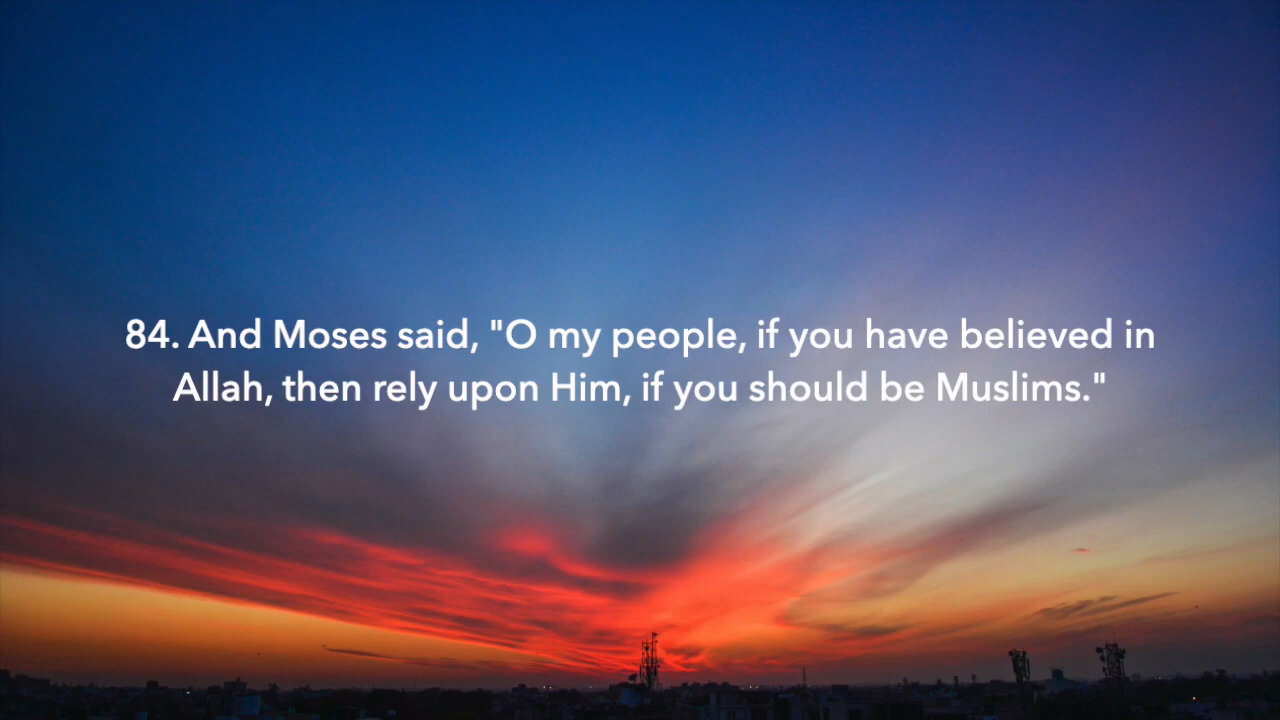 84. And Moses said, "O my people, if you have believed in
Allah, then rely upon Him, if you should be Muslims."